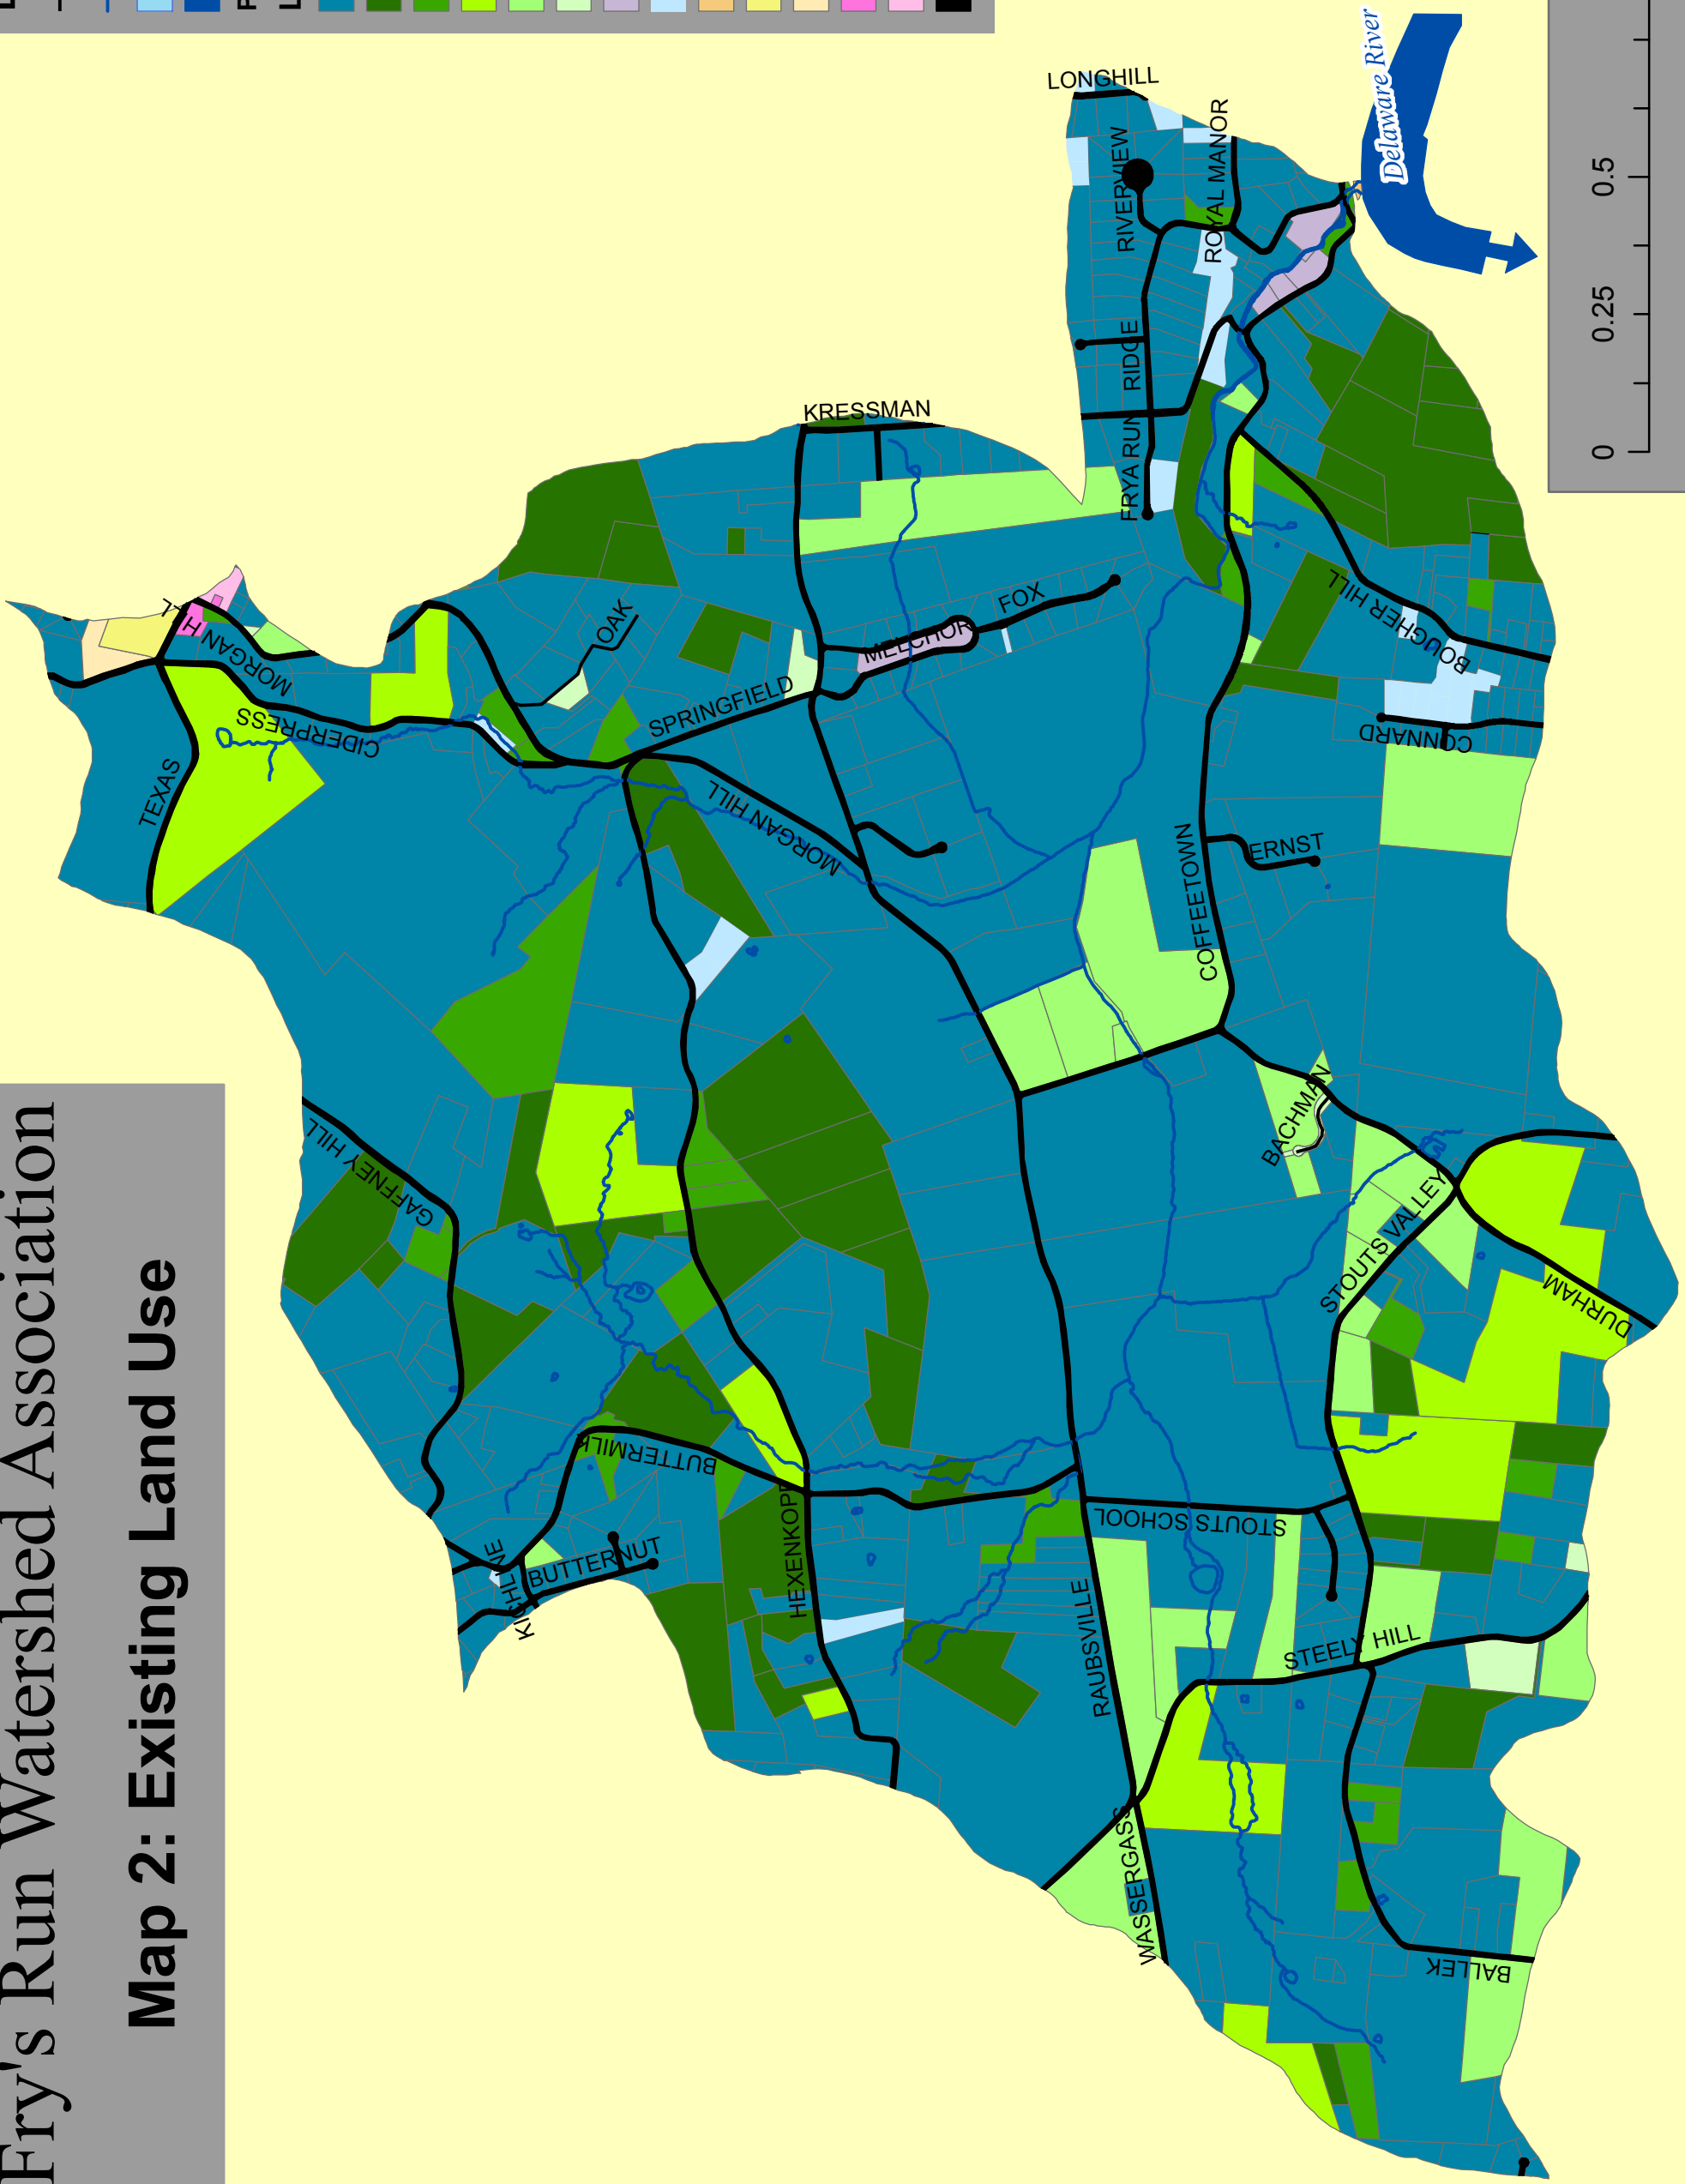 Fry's Run Watershed Association
Map 2: Existing Land Use
LONGHILL
RIVERVIEW
ROYAL MANOR
Delaware River
KRESSMAN
FRYA RUN
RIDGE
0
0.25
0.5
MORGAN
CIDERPRESS
TEXAS
OAK
SPRINGFIELD
MELCHOR
FOX
MORGAN HILL
BOUGHER HILL
CONNARD
ERNST
COFFEETOWN
GAFFNEY HILL
BACHMAN
STOUTS VALLEY
DURHAM
BUTTERMILK
BUTTERNUT
KICHLINE
HEXENKOPF
STOUTS SCHOOL
RAUBSVILLE
STEELY HILL
WASSERGASS
BALLEK